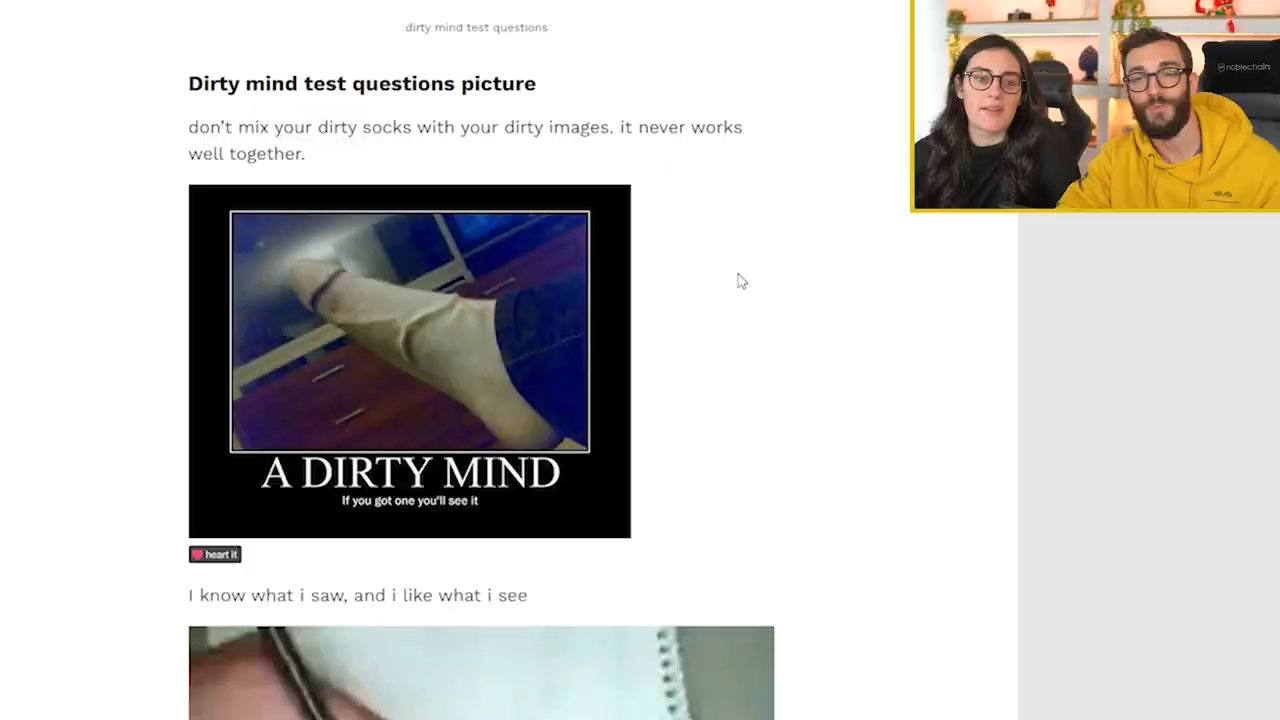 dirty mind test questions
noblechairs
Dirty mind test questions picture
don't mix your dirty socks with your dirty images. it never works
well together.
A DIRTY MIND
If you got one you'll see it
heart it
I know what i saw, and i like what i see